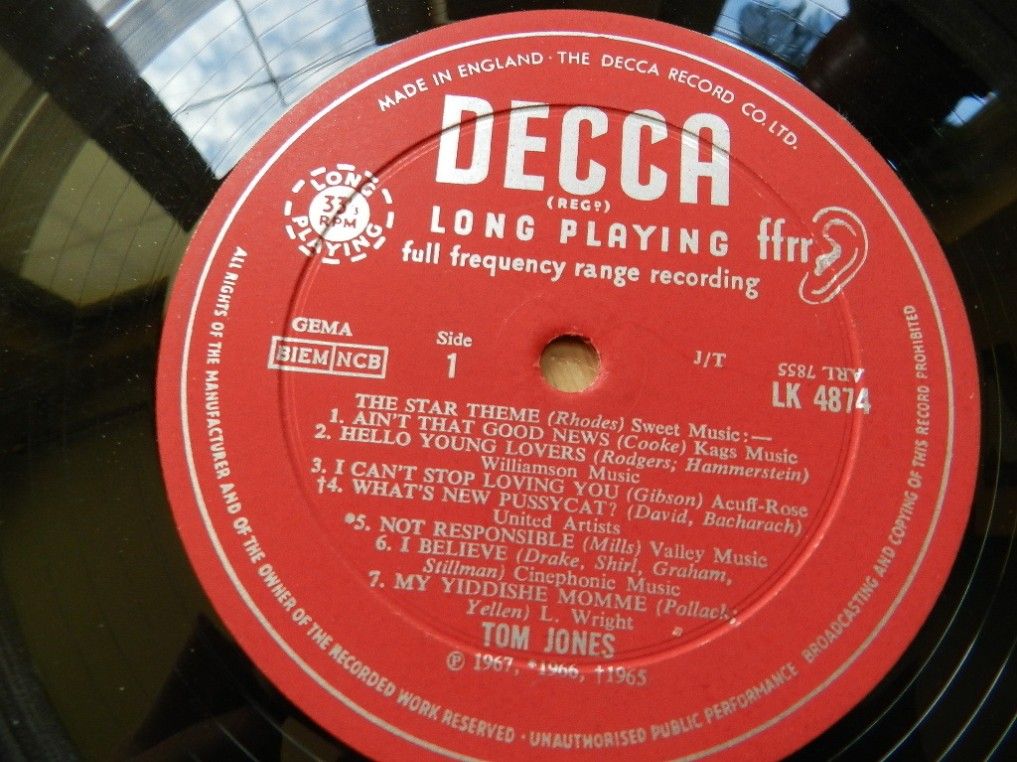 MADE IN ENGLAND · THE DECCA RECORD CO. LTD.
DECCA
(REGD)
LONG PLAYING
ffrr
full frequency range recording
LONG
33⅓
RPM
PLAYING
GEMA
BIEM NCB
Side
1
J/T
ARL 7855
LK 4874
THE STAR THEME (Rhodes) Sweet Music:—
1. AIN'T THAT GOOD NEWS (Cooke) Kags Music
2. HELLO YOUNG LOVERS (Rodgers; Hammerstein)
Williamson Music
3. I CAN'T STOP LOVING YOU (Gibson) Acuff-Rose
†4. WHAT'S NEW PUSSYCAT? (David, Bacharach)
United Artists
*5. NOT RESPONSIBLE (Mills) Valley Music
6. I BELIEVE (Drake, Shirl, Graham,
Stillman) Cinephonic Music
7. MY YIDDISHE MOMME (Pollack;
Yellen) L. Wright
TOM JONES
℗ 1967, *1966, †1965
ALL RIGHTS OF THE MANUFACTURER AND OF THE OWNER OF THE RECORDED WORK RESERVED · UNAUTHORISED PUBLIC PERFORMANCE BROADCASTING AND COPYING OF THIS RECORD PROHIBITED